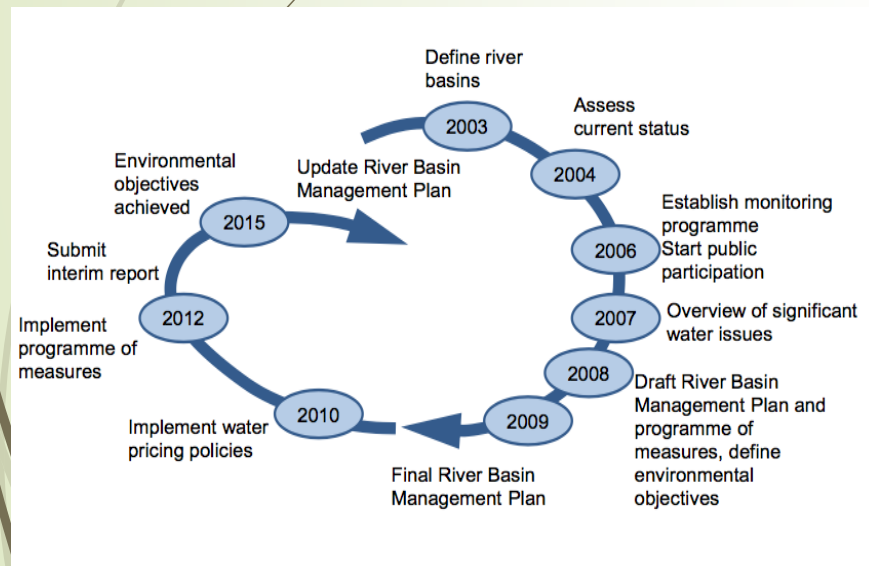 Define river
basins
2003
Assess
current status
2004
Establish monitoring
programme
Start public
participation
2006
Overview of significant
water issues
2007
2008
Draft River Basin
Management Plan and
programme of
measures, define
environmental
objectives
2009
Final River Basin
Management Plan
2010
Implement water
pricing policies
2012
Implement
programme of
measures
Submit
interim report
2015
Environmental
objectives
achieved
Update River Basin
Management Plan